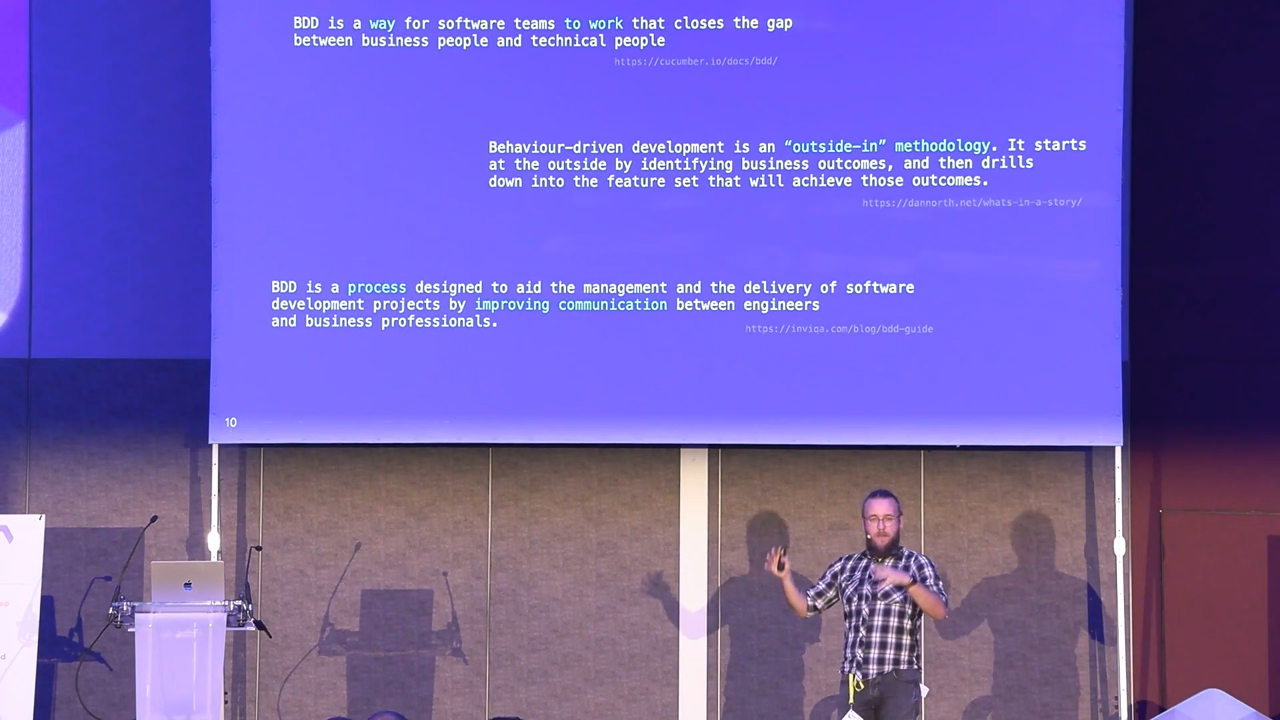 BDD is a way for software teams to work that closes the gap
between business people and technical people
https://cucumber.io/docs/bdd/
Behaviour-driven development is an “outside-in” methodology. It starts
at the outside by identifying business outcomes, and then drills
down into the feature set that will achieve those outcomes.
https://dannorth.net/whats-in-a-story/
BDD is a process designed to aid the management and the delivery of software
development projects by improving communication between engineers
and business professionals.
https://inviqa.com/blog/bdd-guide
10